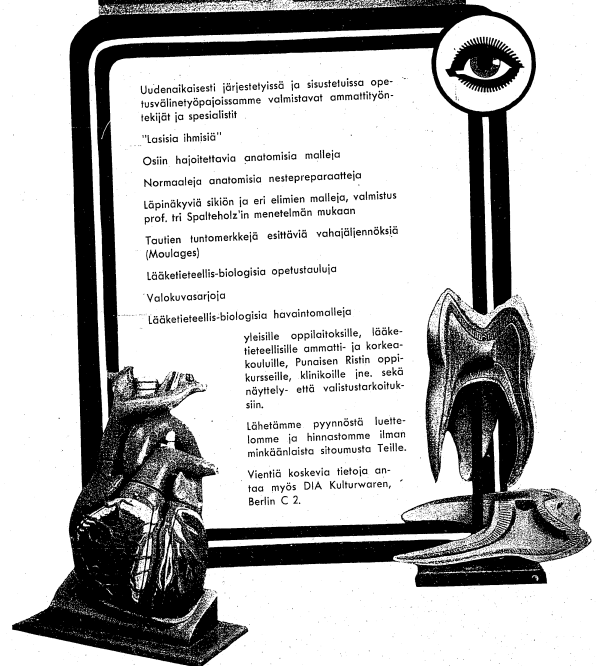 Uudenaikaisesti järjestetyissä ja sisustetuissa ope-
tusvälinetyöpajoissamme valmistavat ammattityön-
tekijät ja spesialistit
"Lasisia ihmisiä"
Osiin hajoitettavia anatomisia malleja
Normaaleja anatomisia nestepreparaatteja
Läpinäkyviä sikiön ja eri elimien malleja, valmistus
prof. tri Spalteholz'in menetelmän mukaan
Tautien tuntomerkkejä esittäviä vahajäljennöksiä
(Moulages)
Lääketieteellis-biologisia opetustauluja
Valokuvasarjoja
Lääketieteellis-biologisia havaintomalleja
yleisille oppilaitoksille, lääke-
tieteellisille ammatti- ja korkea-
kouluille, Punaisen Ristin oppi-
kursseille, klinikoille jne. sekä
näyttely- että valistustarkoituk-
siin.
Lähetämme pyynnöstä luette-
lomme ja hinnastomme ilman
minkäänlaista sitoumusta Teille.
Vientiä koskevia tietoja an-
taa myös DIA Kulturwaren,
Berlin C 2.